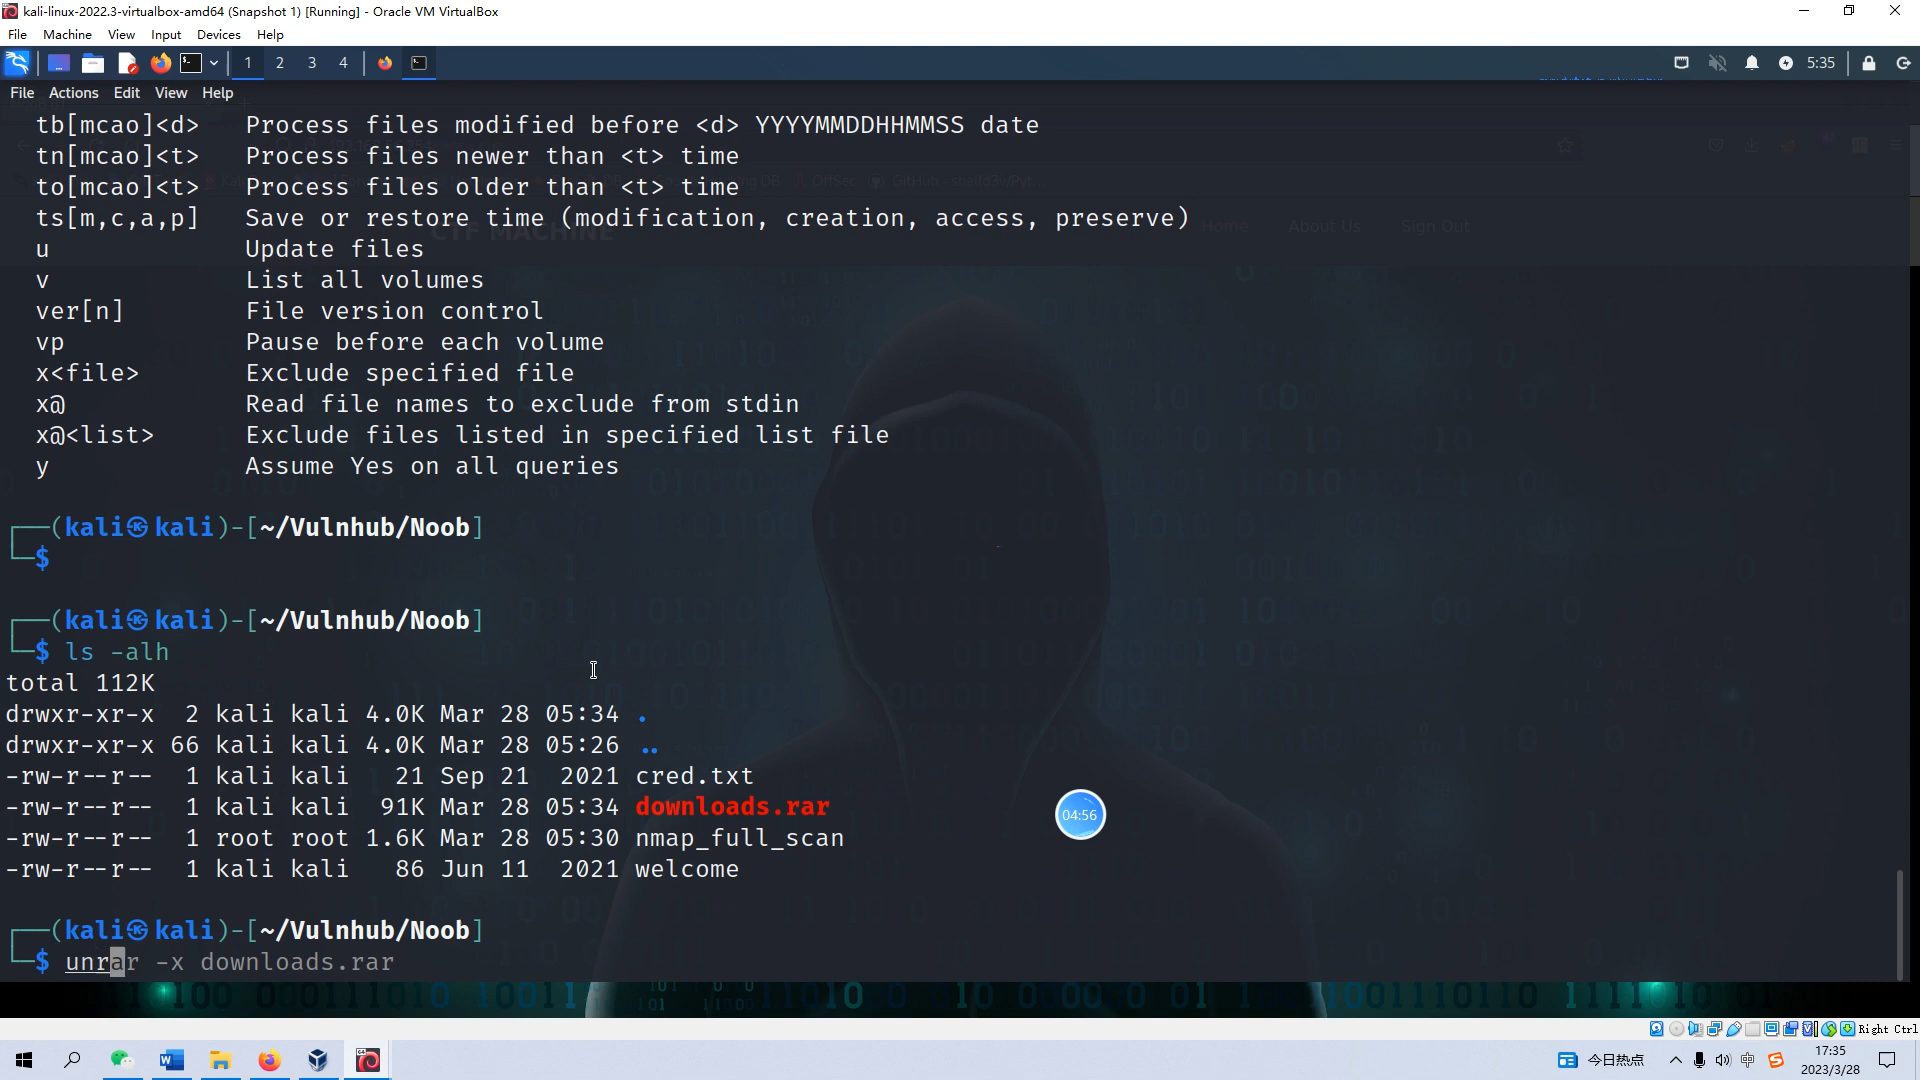 kali-linux-2022.3-virtualbox-amd64 (Snapshot 1) [Running] - Oracle VM VirtualBox
File Machine View Input Devices Help
1 2 3 4 5:35
File Actions Edit View Help
tb[mcao]<d> Process files modified before <d> YYYYMMDDHHMMSS date
tn[mcao]<t> Process files newer than <t> time
to[mcao]<t> Process files older than <t> time
ts[m,c,a,p] Save or restore time (modification, creation, access, preserve)
CTF MACHINE Home About Us Sign Out
u Update files
v List all volumes
ver[n] File version control
vp Pause before each volume
x<file> Exclude specified file
x@ Read file names to exclude from stdin
x@<list> Exclude files listed in specified list file
y Assume Yes on all queries
┌──(kali㉿kali)-[~/Vulnhub/Noob]
└─$
┌──(kali㉿kali)-[~/Vulnhub/Noob]
└─$ ls -alh
total 112K
drwxr-xr-x 2 kali kali 4.0K Mar 28 05:34 .
drwxr-xr-x 66 kali kali 4.0K Mar 28 05:26 ..
-rw-r--r-- 1 kali kali 21 Sep 21 2021 cred.txt
-rw-r--r-- 1 kali kali 91K Mar 28 05:34 downloads.rar
-rw-r--r-- 1 root root 1.6K Mar 28 05:30 nmap_full_scan
-rw-r--r-- 1 kali kali 86 Jun 11 2021 welcome
04:56
┌──(kali㉿kali)-[~/Vulnhub/Noob]
└─$ unrar -x downloads.rar
Right Ctrl
今日热点 中 17:35
2023/3/28